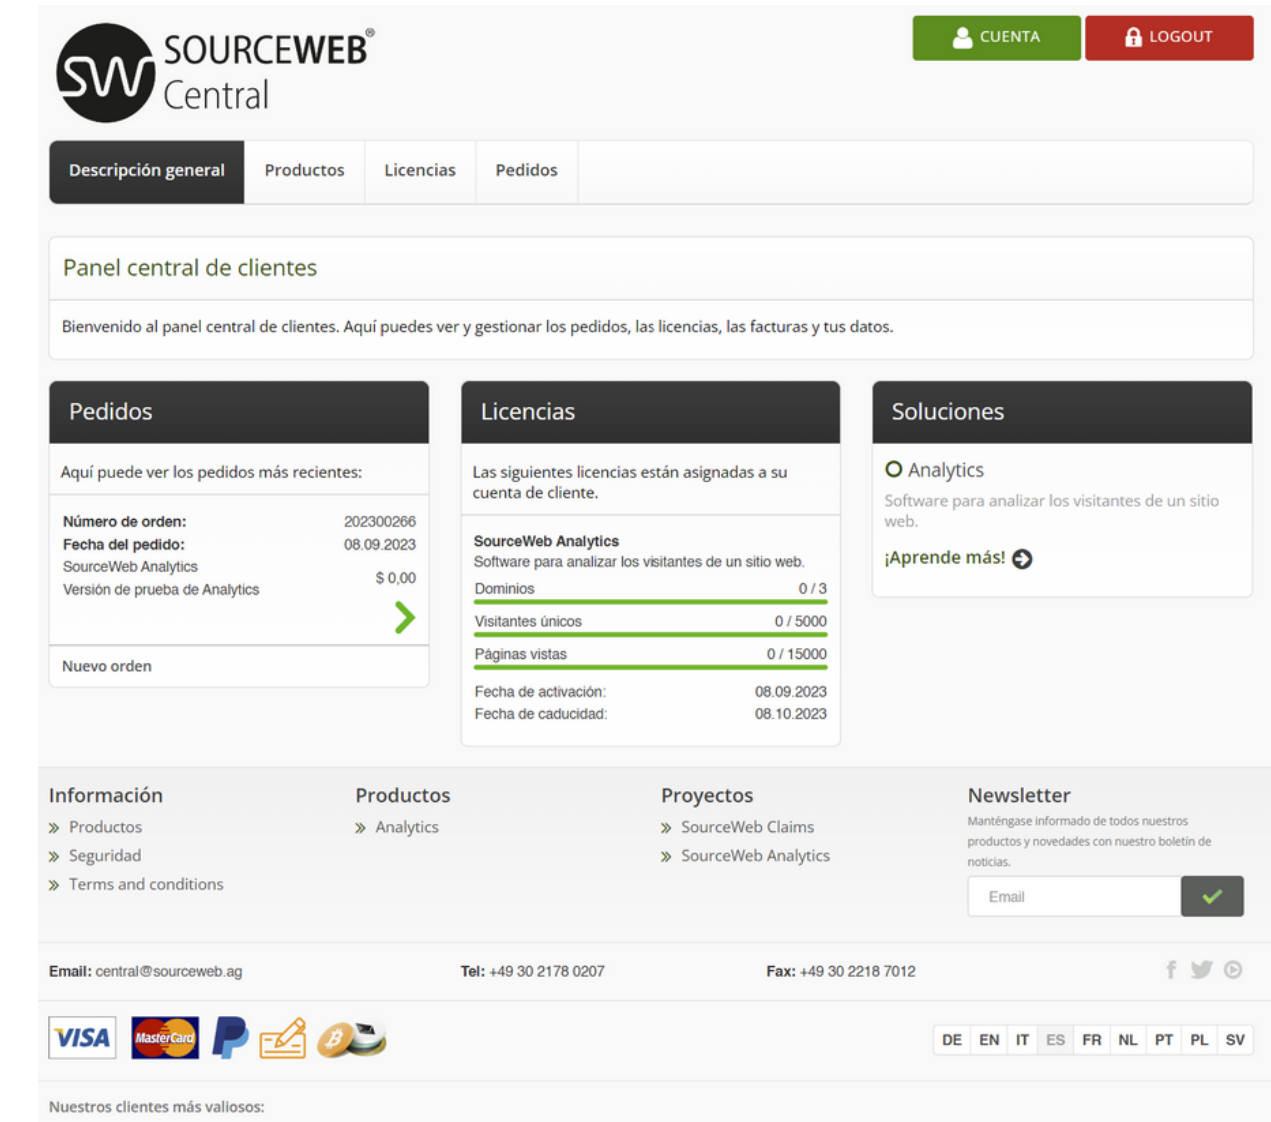 SW SOURCEWEB®
Central
CUENTA
LOGOUT
Descripción general
Productos
Licencias
Pedidos
Panel central de clientes
Bienvenido al panel central de clientes. Aquí puedes ver y gestionar los pedidos, las licencias, las facturas y tus datos.
Pedidos
Aquí puede ver los pedidos más recientes:
Número de orden: 202300266
Fecha del pedido: 08.09.2023
SourceWeb Analytics
$ 0,00
Versión de prueba de Analytics
Nuevo orden
Licencias
Las siguientes licencias están asignadas a su
cuenta de cliente.
SourceWeb Analytics
Software para analizar los visitantes de un sitio web.
Dominios 0 / 3
Visitantes únicos 0 / 5000
Páginas vistas 0 / 15000
Fecha de activación: 08.09.2023
Fecha de caducidad: 08.10.2023
Soluciones
Analytics
Software para analizar los visitantes de un sitio
web.
¡Aprende más!
Información
» Productos
» Seguridad
» Terms and conditions
Productos
» Analytics
Proyectos
» SourceWeb Claims
» SourceWeb Analytics
Newsletter
Manténgase informado de todos nuestros
productos y novedades con nuestro boletín de
noticias.
Email
Email: central@sourceweb.ag
Tel: +49 30 2178 0207
Fax: +49 30 2218 7012
VISA MasterCard
DE EN IT ES FR NL PT PL SV
Nuestros clientes más valiosos: